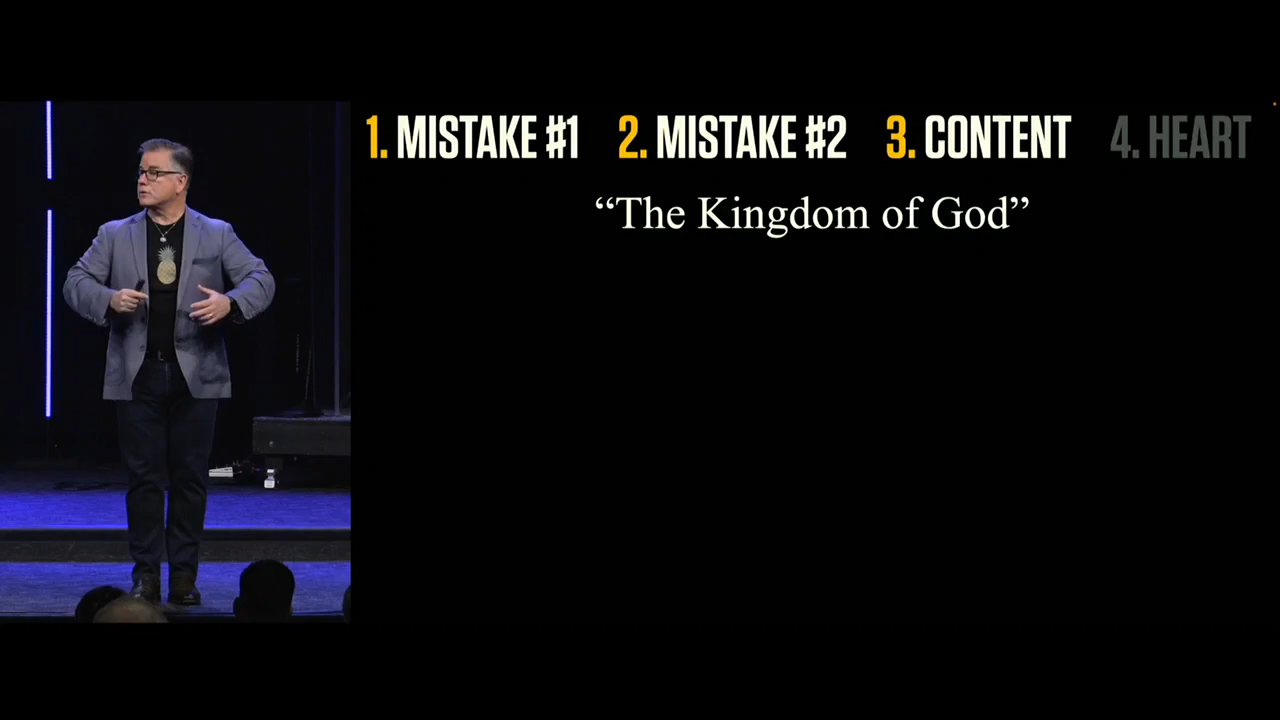 1. MISTAKE #1 2. MISTAKE #2 3. CONTENT 4. HEART
“The Kingdom of God”